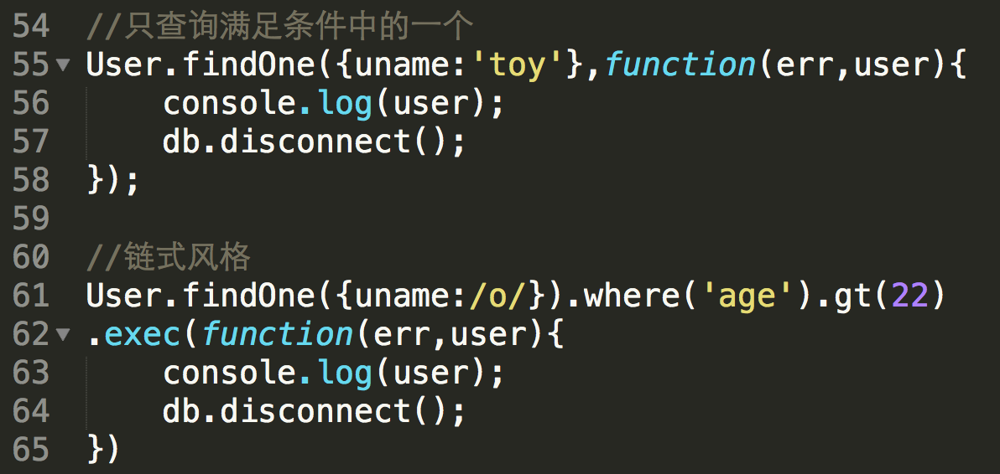 54 //只查询满足条件中的一个
55 User.findOne({uname:'toy'},function(err,user){
56     console.log(user);
57     db.disconnect();
58 });
59
60 //链式风格
61 User.findOne({uname:/o/}).where('age').gt(22)
62 .exec(function(err,user){
63     console.log(user);
64     db.disconnect();
65 })